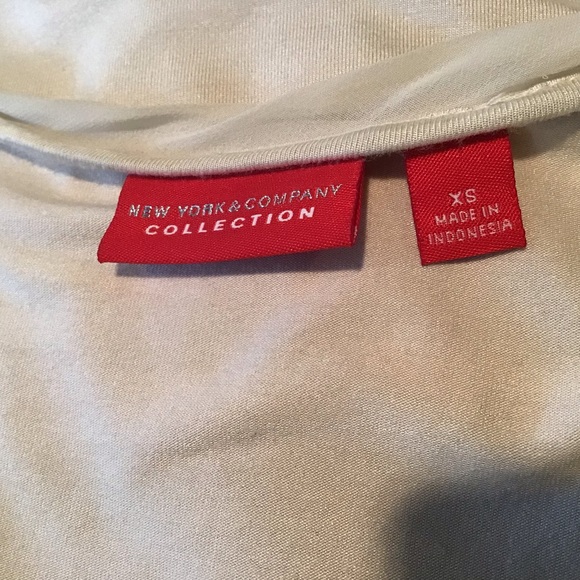 NEW YORK & COMPANY
COLLECTION
XS
MADE IN
INDONESIA